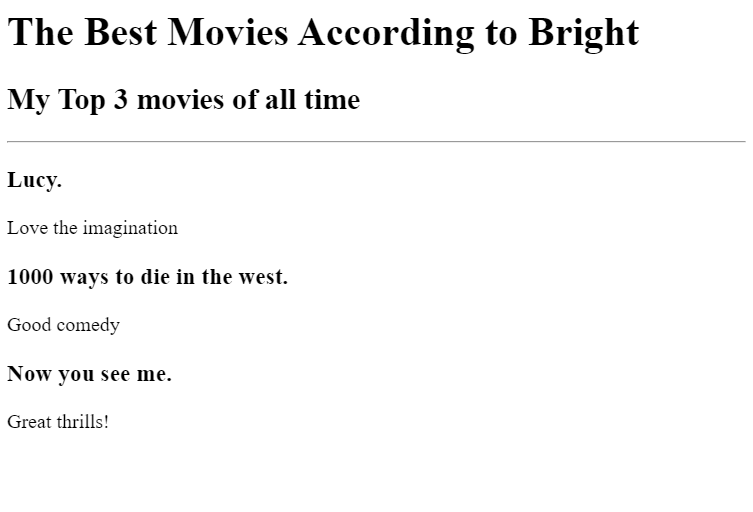 The Best Movies According to Bright
My Top 3 movies of all time
Lucy.
Love the imagination
1000 ways to die in the west.
Good comedy
Now you see me.
Great thrills!